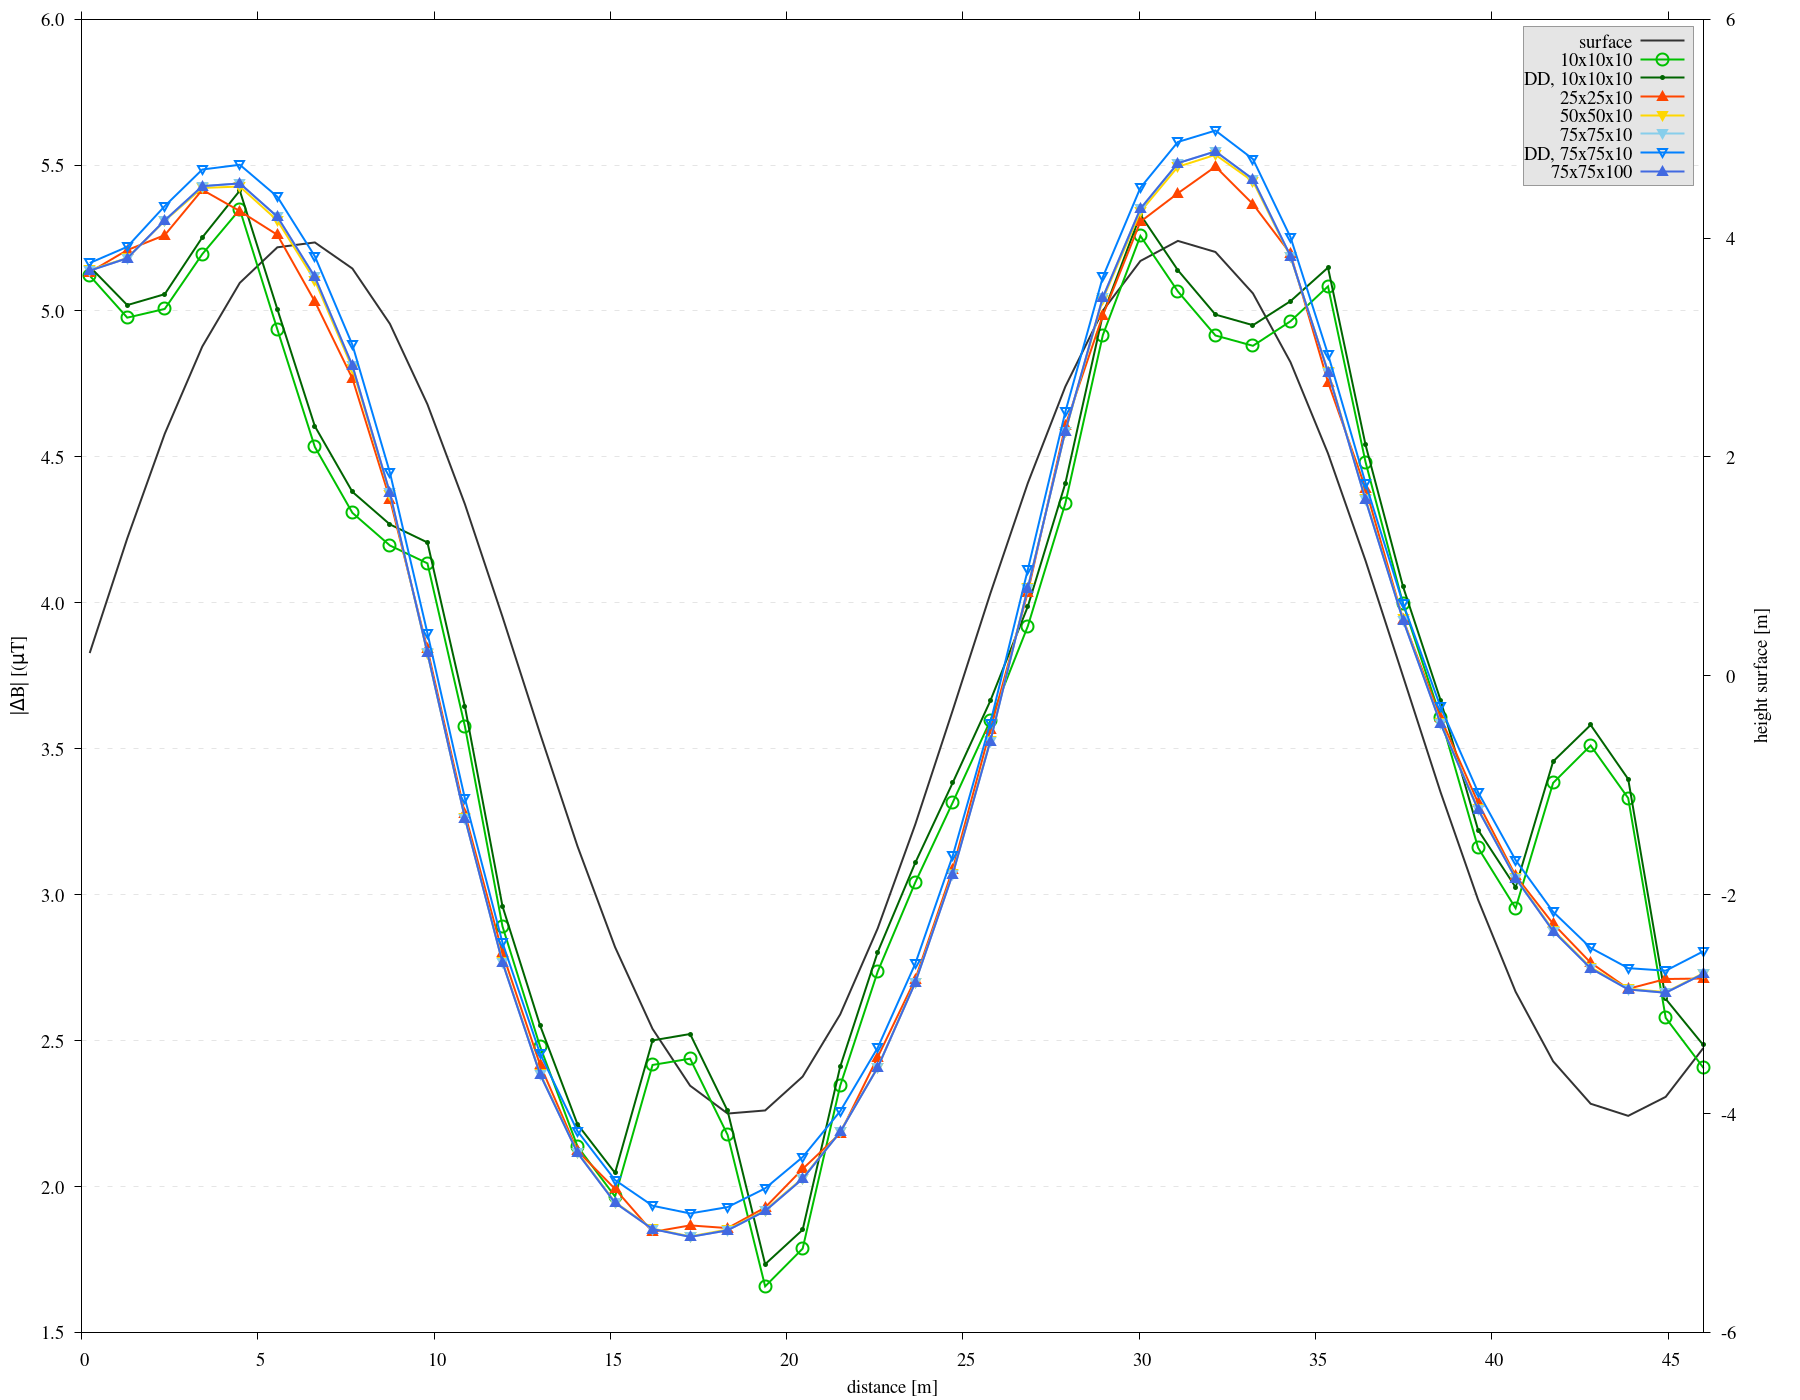 6.0
5.5
5.0
4.5
4.0
3.5
3.0
2.5
2.0
1.5
|ΔB| [(μT]
0
5
10
15
20
25
30
35
40
45
distance [m]
6
4
2
0
-2
-4
-6
height surface [m]
surface
10x10x10
DD, 10x10x10
25x25x10
50x50x10
75x75x10
DD, 75x75x10
75x75x100